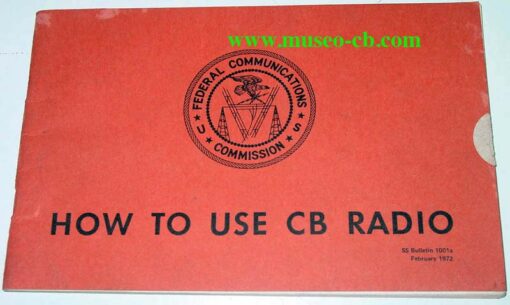 www.museo-cb.com
FEDERAL COMMUNICATIONS
U S
COMMISSION
HOW TO USE CB RADIO
SS Bulletin 1001a
February 1972